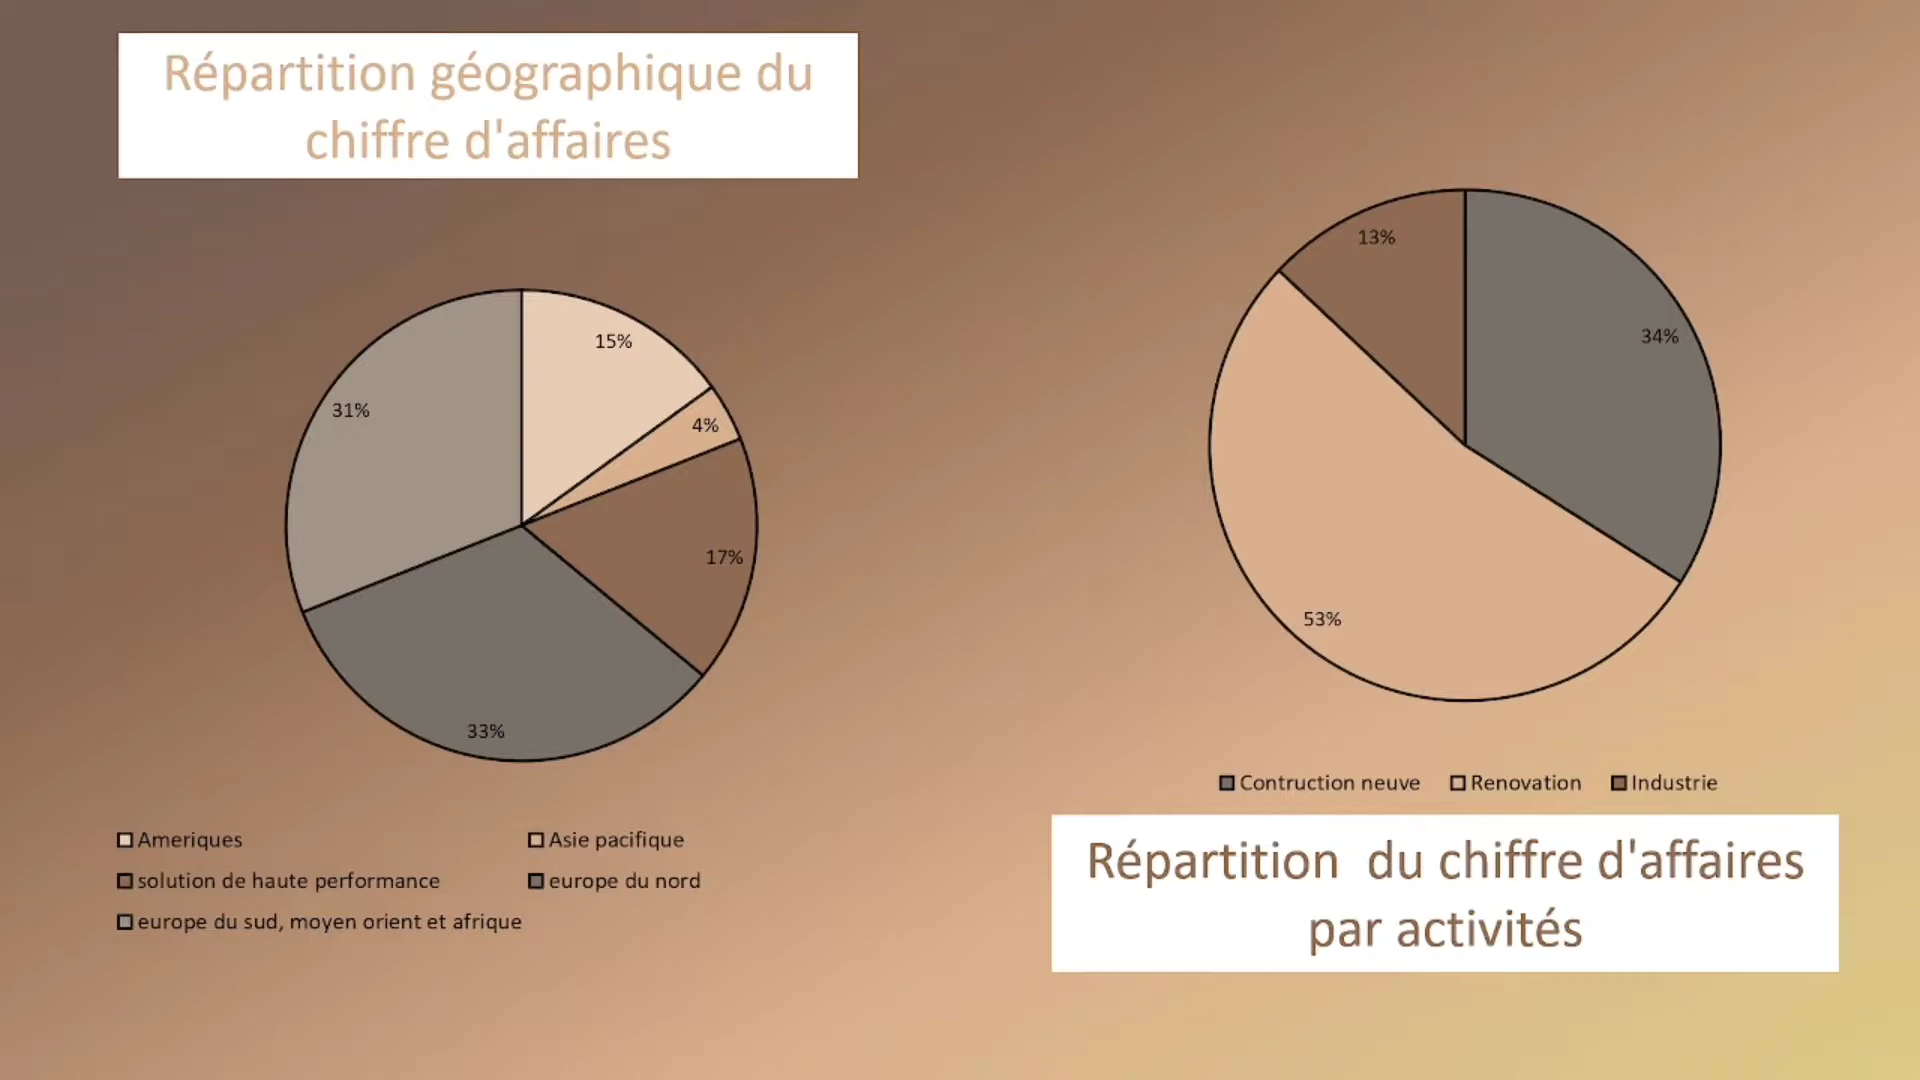 Répartition géographique du
chiffre d'affaires
15%
4%
17%
33%
31%
Ameriques
Asie pacifique
solution de haute performance
europe du nord
europe du sud, moyen orient et afrique
13%
34%
53%
Contruction neuve
Renovation
Industrie
Répartition  du chiffre d'affaires
par activités